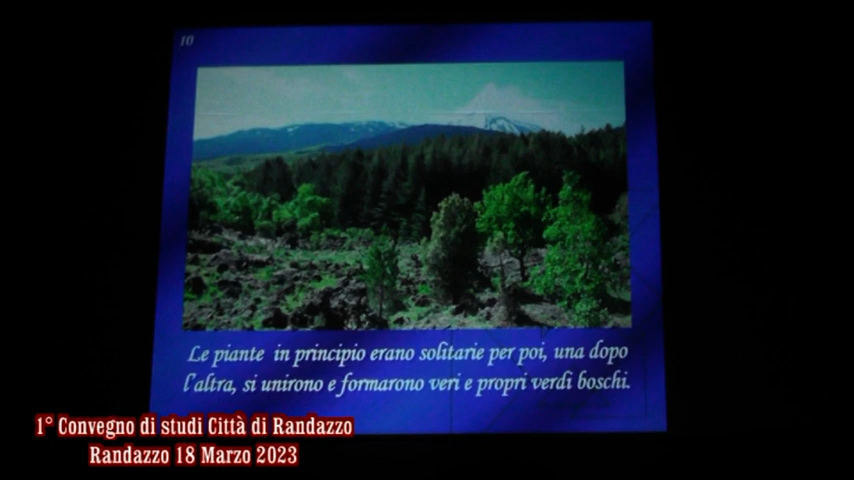 10
Le piante in principio erano solitarie per poi, una dopo
l'altra, si unirono e formarono veri e propri verdi boschi.
1° Convegno di studi Città di Randazzo
Randazzo 18 Marzo 2023